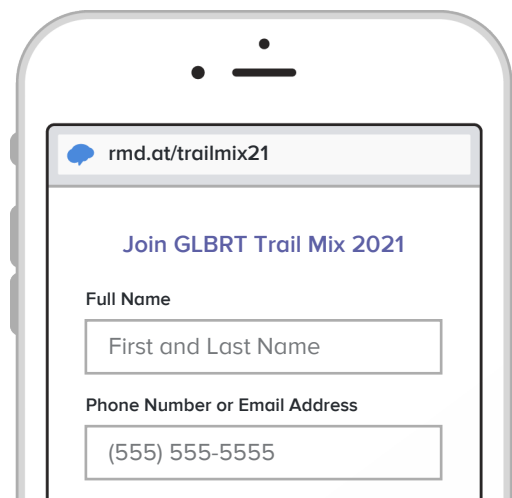 rmd.at/trailmix21
Join GLBRT Trail Mix 2021
Full Name
First and Last Name
Phone Number or Email Address
(555) 555-5555